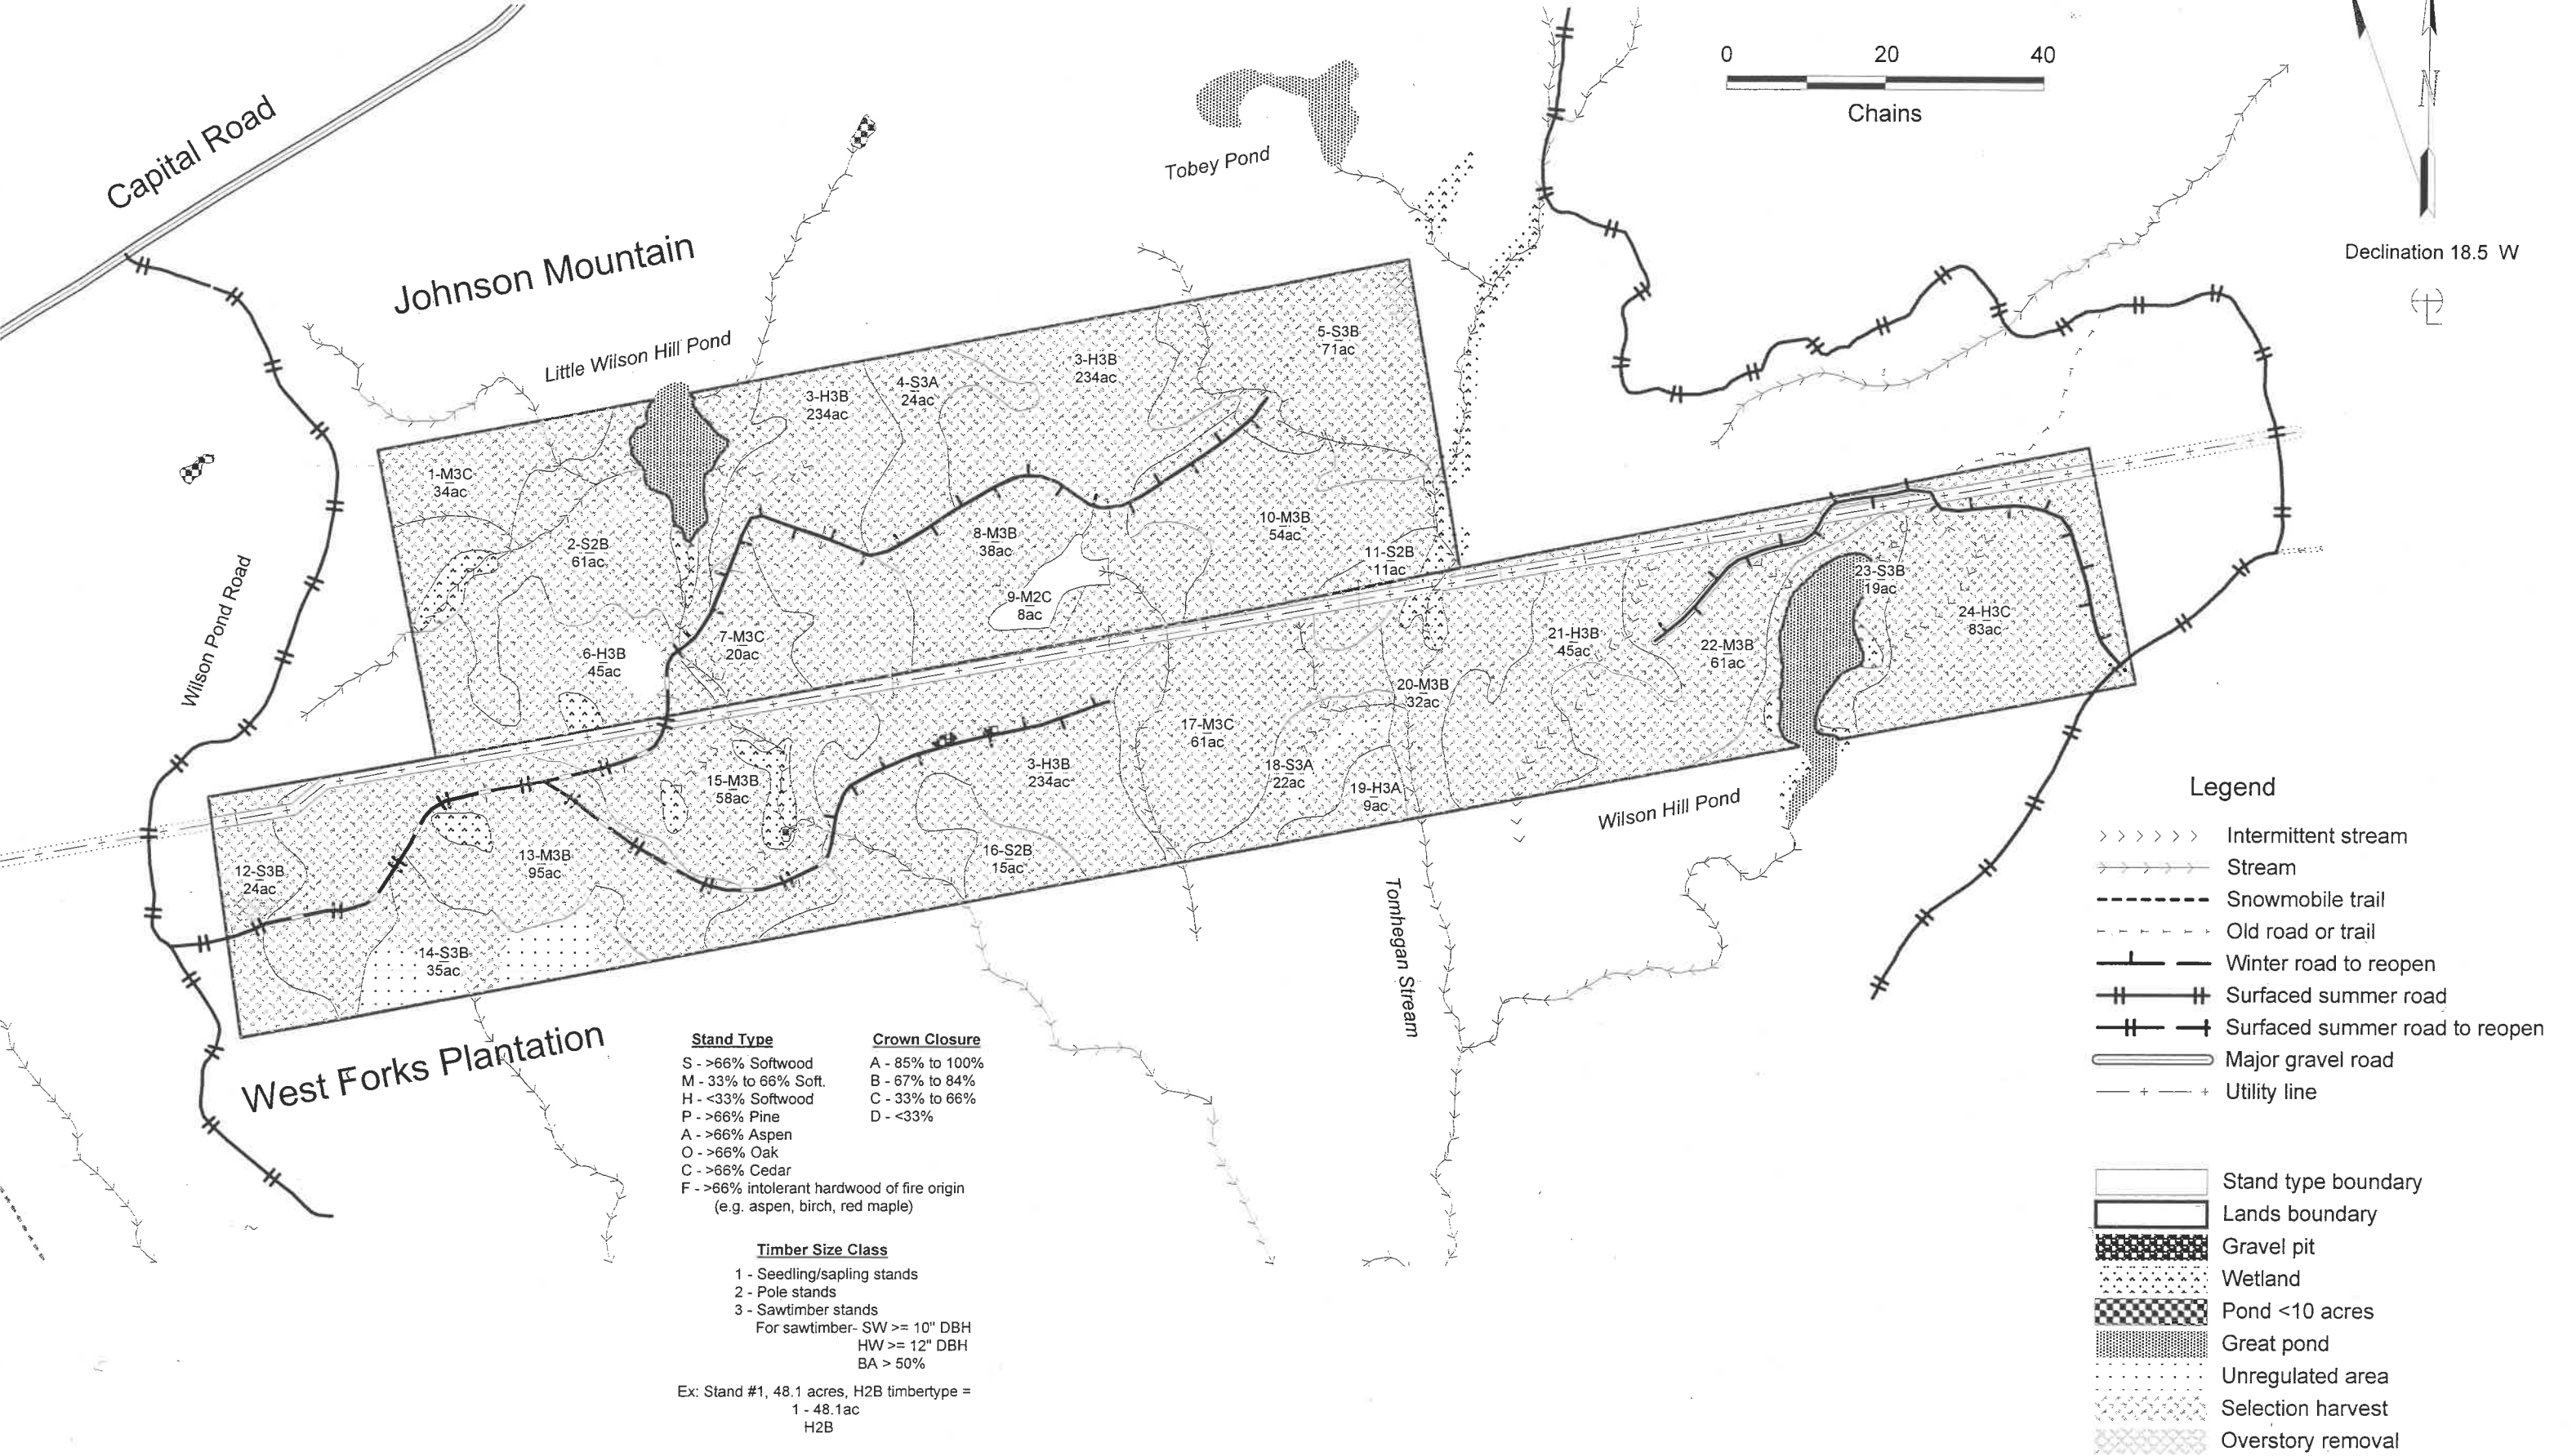 Capital Road
Johnson Mountain
Little Wilson Hill Pond
Tobey Pond
0 20 40
Chains
N
Declination 18.5 W
Wilson Pond Road
1-M3C
34ac
2-S2B
61ac
3-H3B
234ac
4-S3A
24ac
3-H3B
234ac
5-S3B
71ac
6-H3B
45ac
7-M3C
20ac
8-M3B
38ac
9-M2C
8ac
10-M3B
54ac
11-S2B
11ac
12-S3B
24ac
13-M3B
95ac
14-S3B
35ac
15-M3B
58ac
16-S2B
15ac
3-H3B
234ac
17-M3C
61ac
18-S3A
22ac
19-H3A
9ac
20-M3B
32ac
21-H3B
45ac
22-M3B
61ac
23-S3B
19ac
24-H3C
83ac
Wilson Hill Pond
Tomhegan Stream
West Forks Plantation
Stand Type
S - >66% Softwood
M - 33% to 66% Soft.
H - <33% Softwood
P - >66% Pine
A - >66% Aspen
O - >66% Oak
C - >66% Cedar
F - >66% intolerant hardwood of fire origin
(e.g. aspen, birch, red maple)
Crown Closure
A - 85% to 100%
B - 67% to 84%
C - 33% to 66%
D - <33%
Timber Size Class
1 - Seedling/sapling stands
2 - Pole stands
3 - Sawtimber stands
For sawtimber- SW >= 10" DBH
HW >= 12" DBH
BA > 50%
Ex: Stand #1, 48.1 acres, H2B timbertype =
1 - 48.1ac
H2B
Legend
Intermittent stream
Stream
Snowmobile trail
Old road or trail
Winter road to reopen
Surfaced summer road
Surfaced summer road to reopen
Major gravel road
Utility line
Stand type boundary
Lands boundary
Gravel pit
Wetland
Pond <10 acres
Great pond
Unregulated area
Selection harvest
Overstory removal